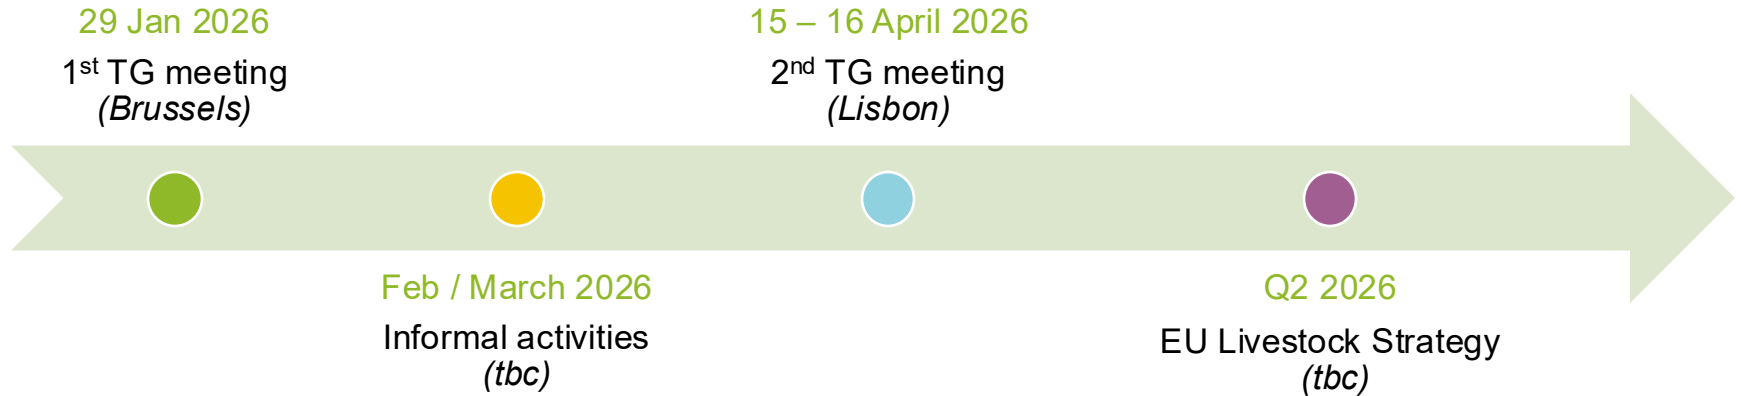 29 Jan 2026
1st TG meeting
(Brussels)
15 – 16 April 2026
2nd TG meeting
(Lisbon)
Feb / March 2026
Informal activities
(tbc)
Q2 2026
EU Livestock Strategy
(tbc)